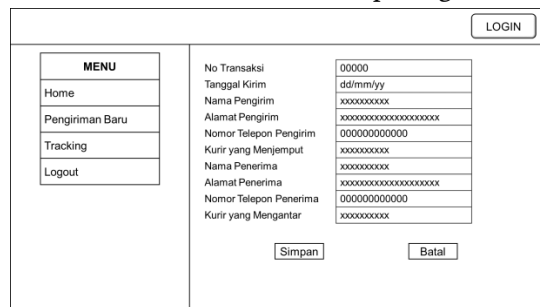 LOGIN
MENU
Home
Pengiriman Baru
Tracking
Logout
No Transaksi 00000
Tanggal Kirim dd/mm/yy
Nama Pengirim xxxxxxxxxx
Alamat Pengirim xxxxxxxxxxxxxxxxxxxx
Nomor Telepon Pengirim 000000000000
Kurir yang Menjemput xxxxxxxxxx
Nama Penerima xxxxxxxxxx
Alamat Penerima xxxxxxxxxxxxxxxxxxxx
Nomor Telepon Penerima 000000000000
Kurir yang Mengantar xxxxxxxxxx
Simpan Batal